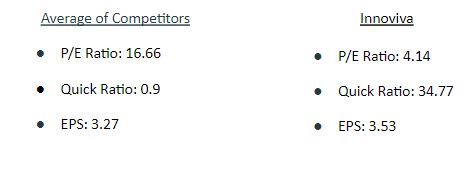 Average of Competitors
● P/E Ratio: 16.66
● Quick Ratio: 0.9
● EPS: 3.27
Innoviva
● P/E Ratio: 4.14
● Quick Ratio: 34.77
● EPS: 3.53